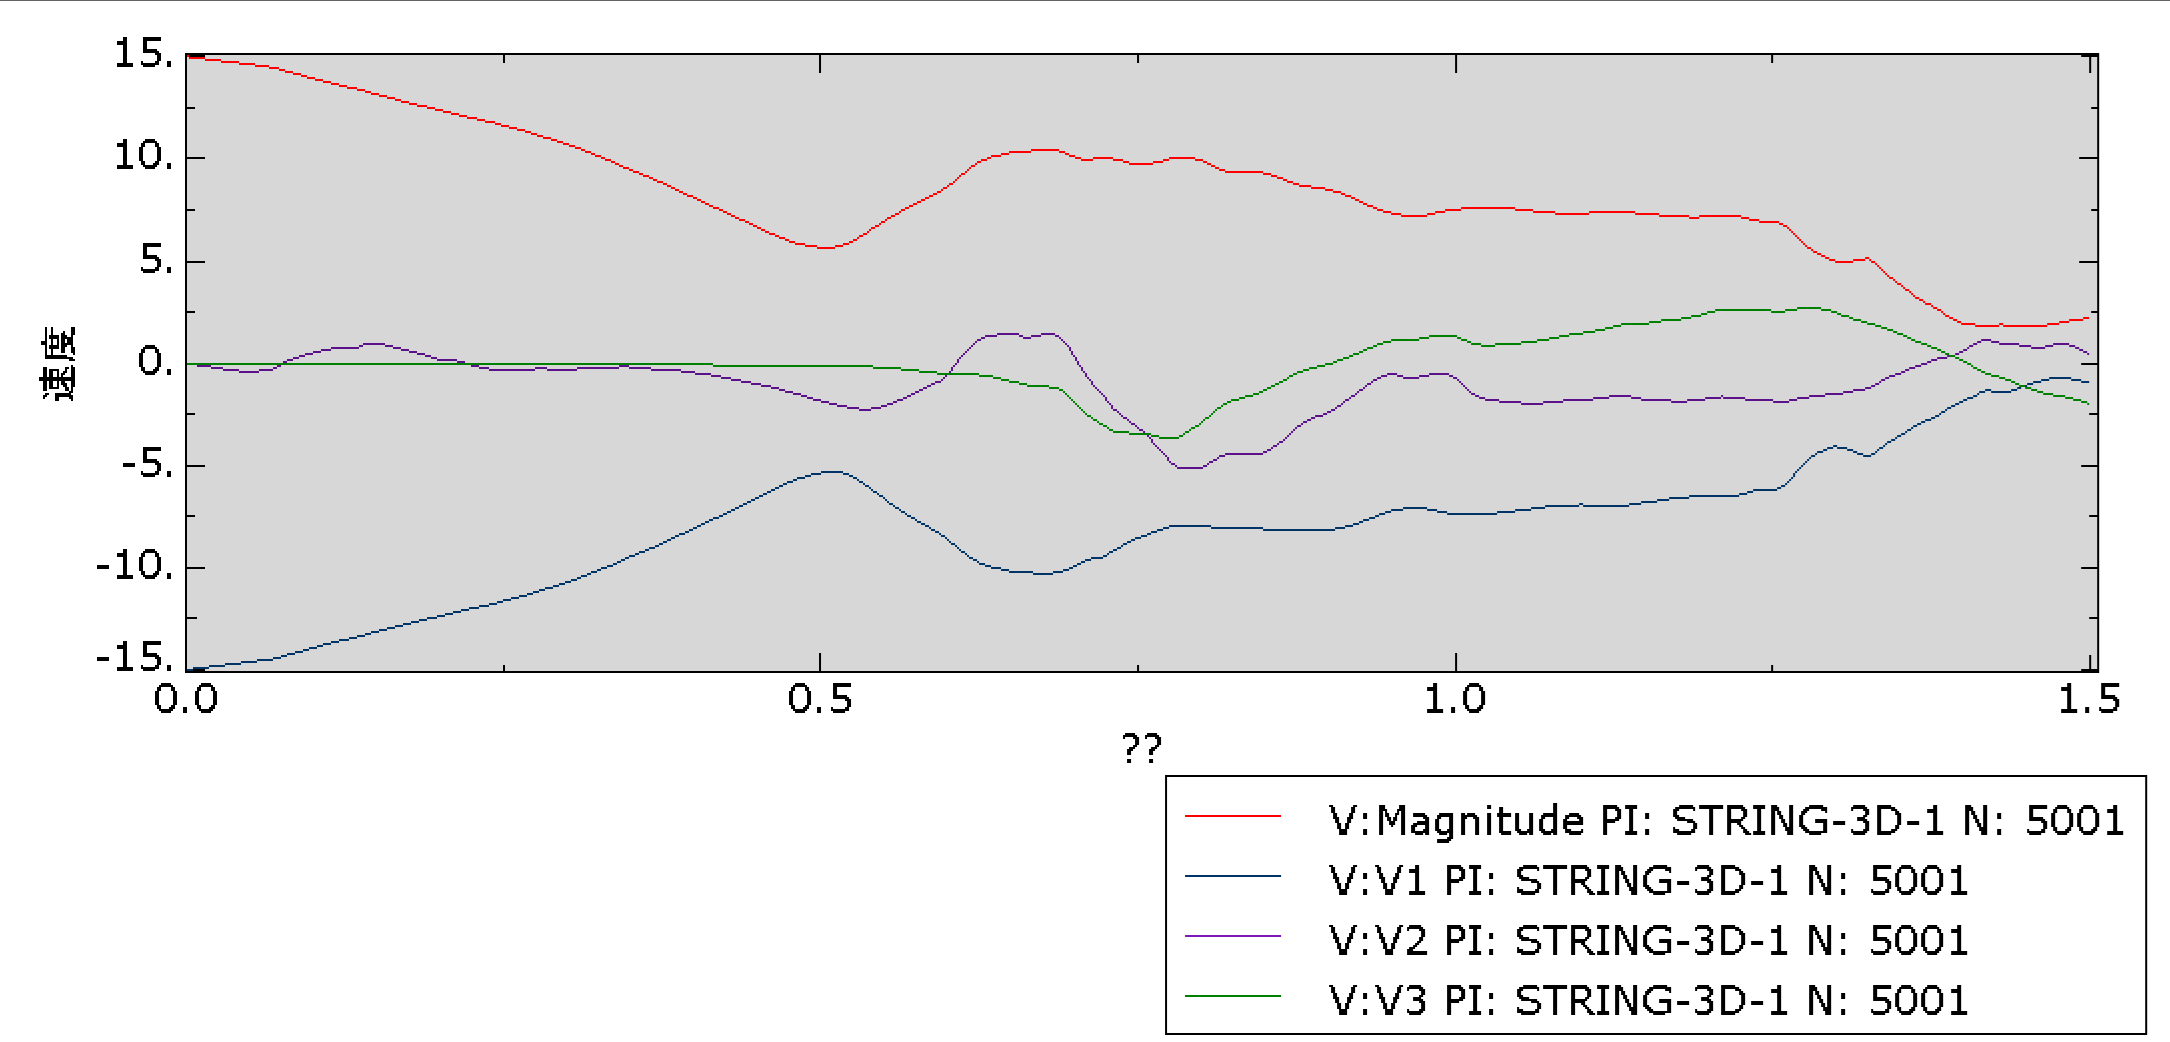 15.
10.
5.
0.
-5.
-10.
-15.
速度
0.0 0.5 1.0 1.5
??
V:Magnitude PI: STRING-3D-1 N: 5001
V:V1 PI: STRING-3D-1 N: 5001
V:V2 PI: STRING-3D-1 N: 5001
V:V3 PI: STRING-3D-1 N: 5001